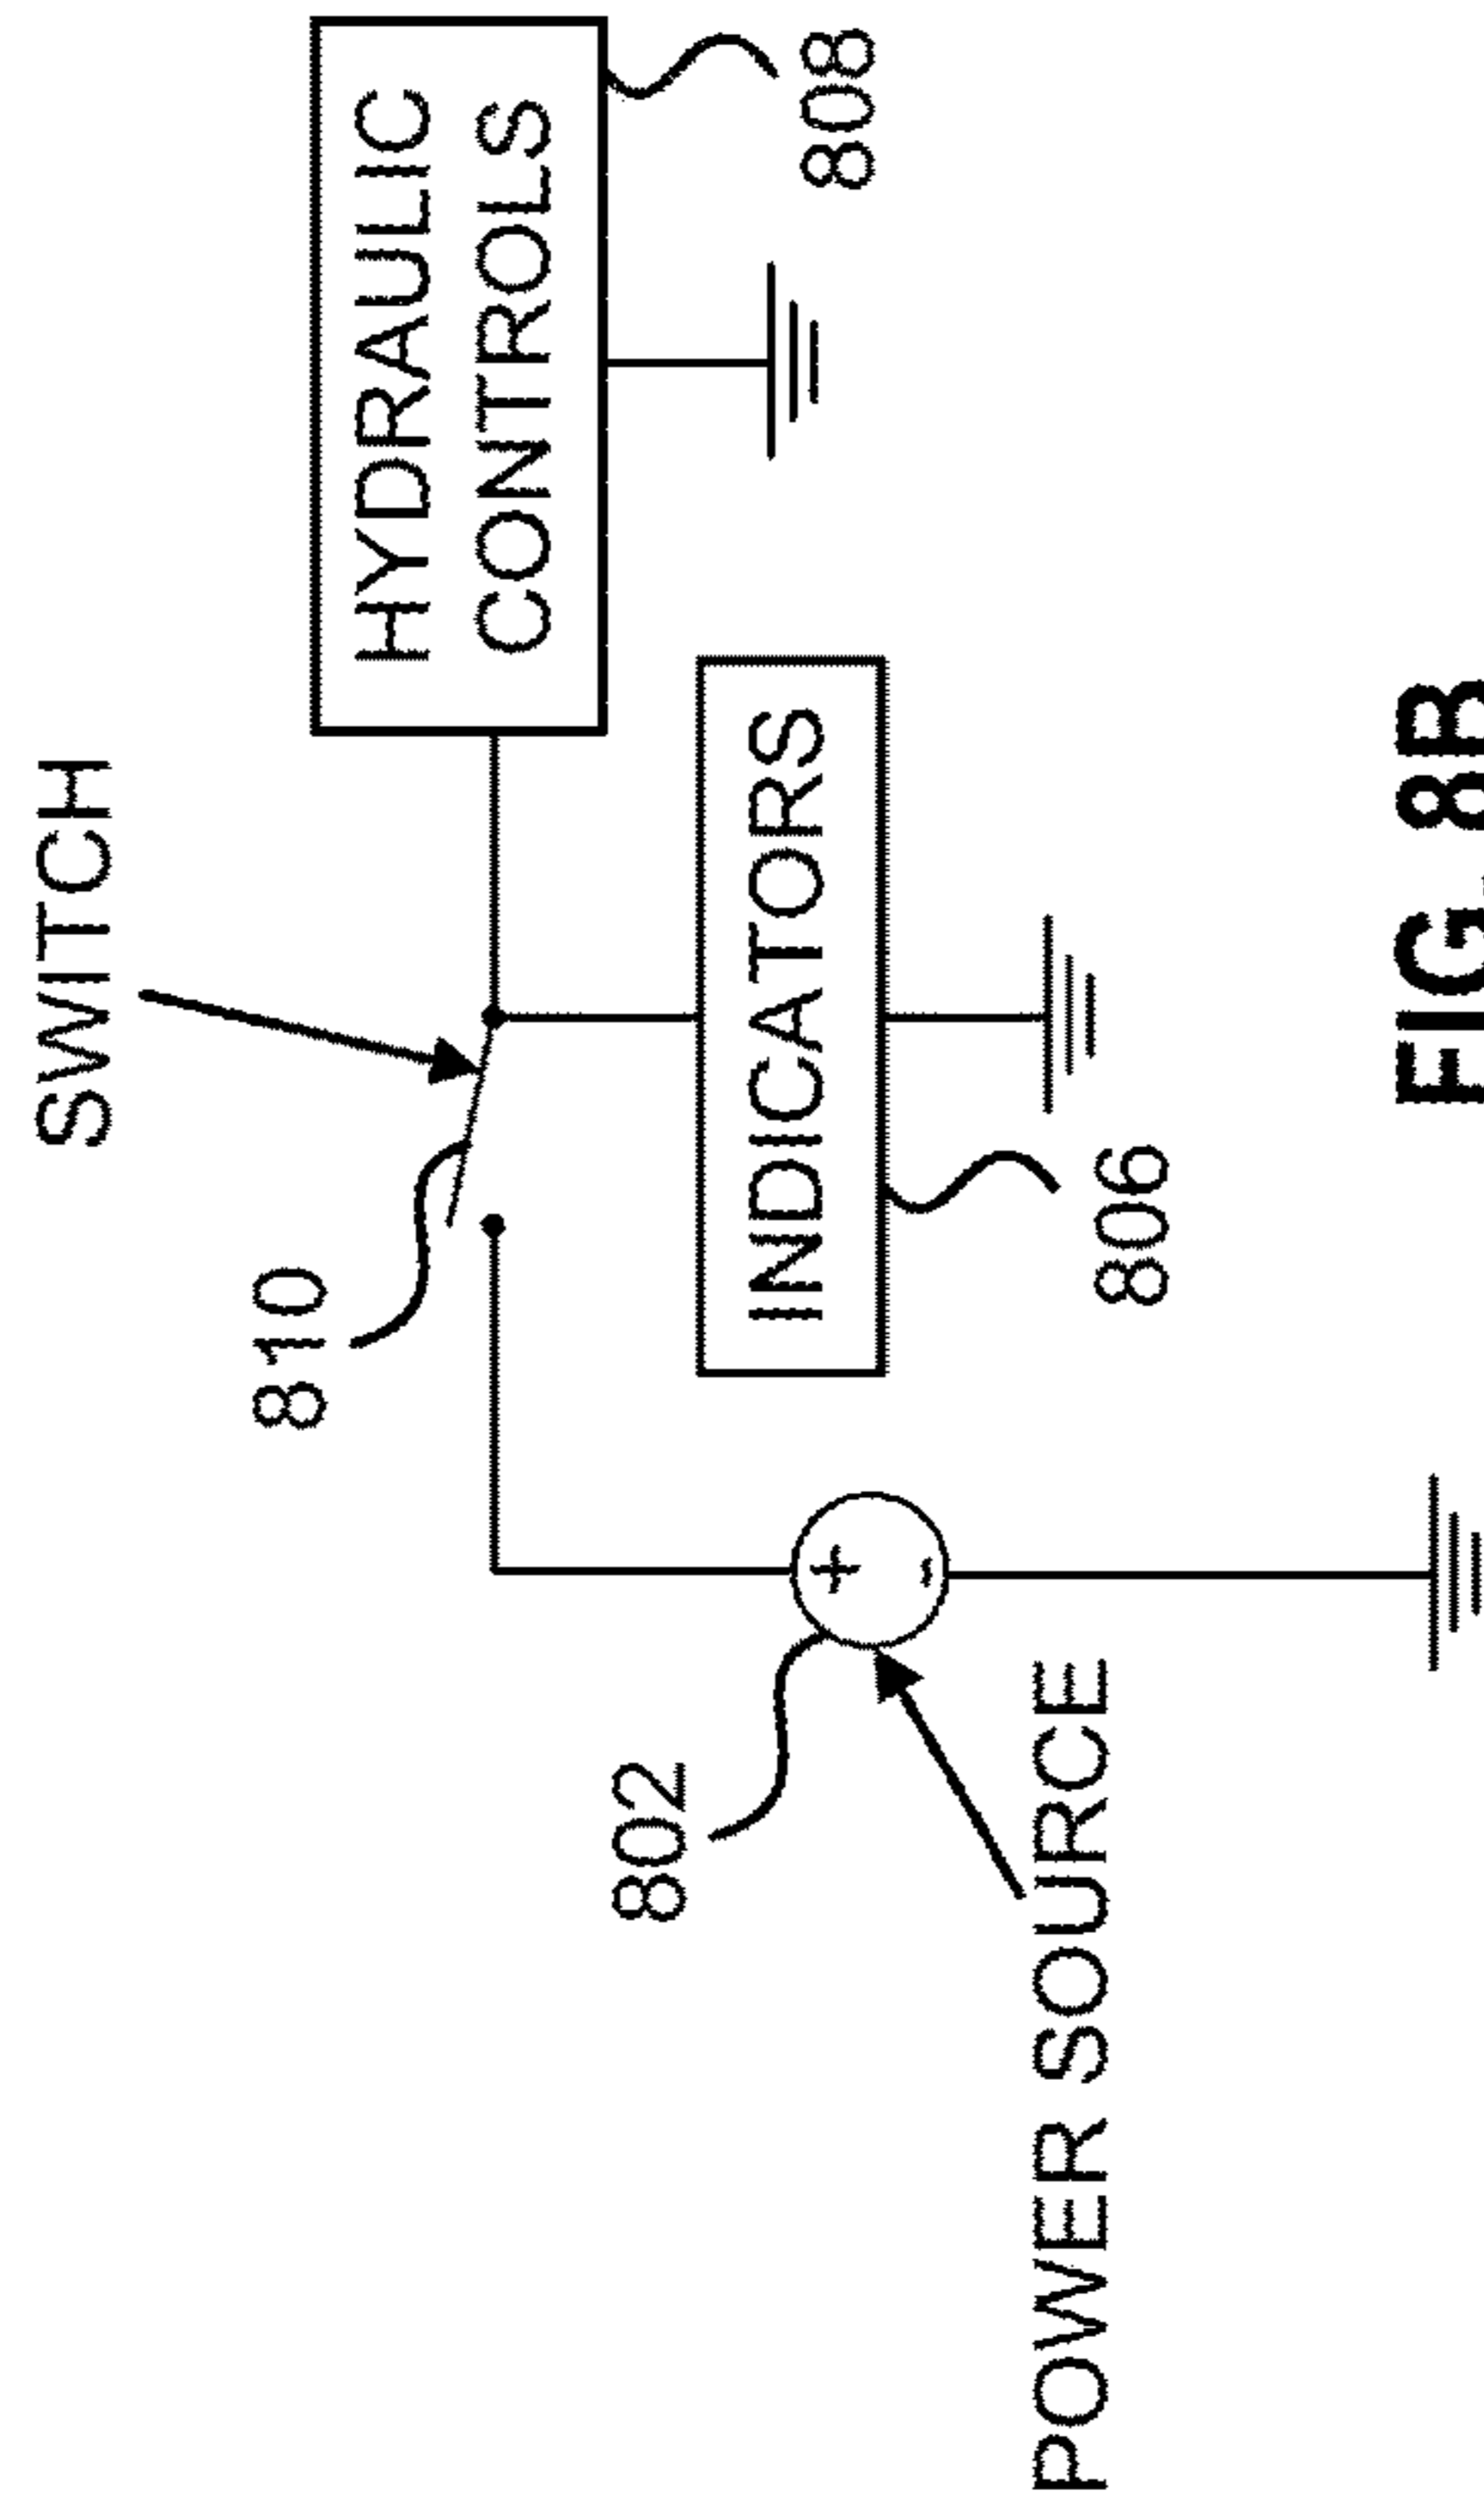 SWITCH
810
HYDRAULIC
CONTROLS
808
802
+
-
INDICATORS
806
POWER SOURCE
FIG. 8B